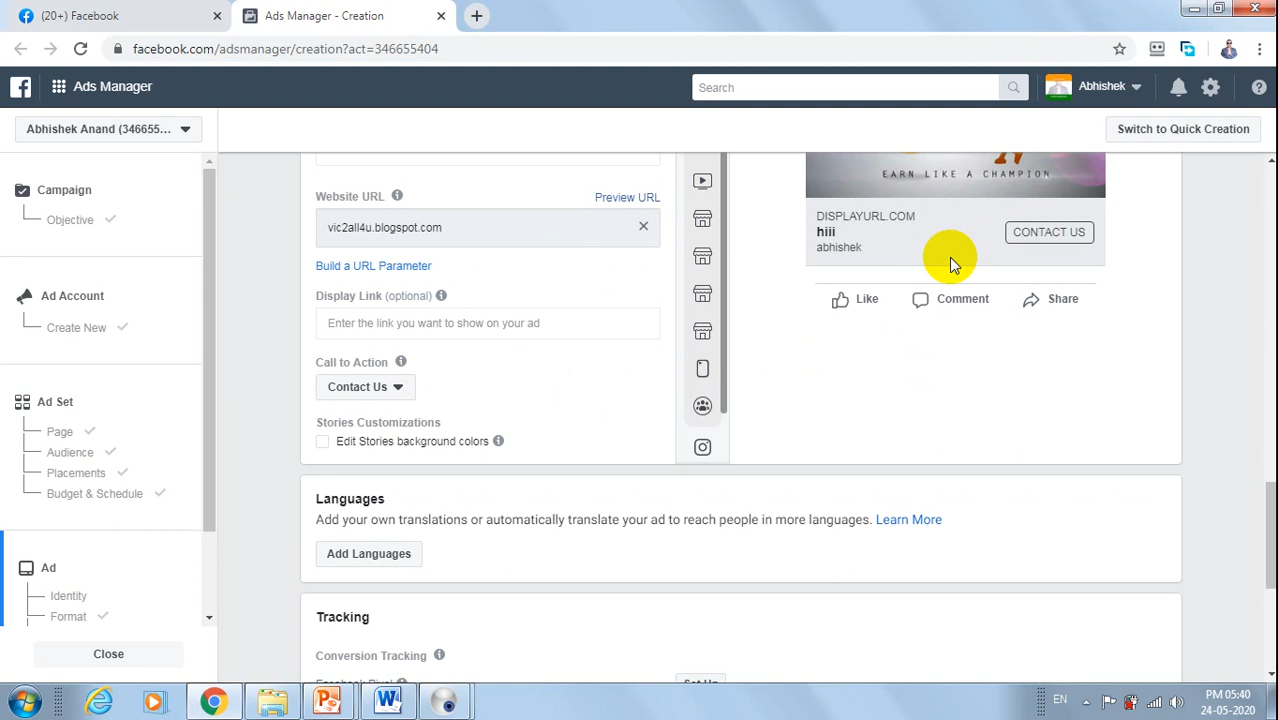 (20+) Facebook
Ads Manager - Creation
facebook.com/adsmanager/creation?act=346655404
Ads Manager
Search
Abhishek
Abhishek Anand (346655...
Switch to Quick Creation
Campaign
Objective
Ad Account
Create New
Ad Set
Page
Audience
Placements
Budget & Schedule
Ad
Identity
Format
Close
Website URL
Preview URL
vic2all4u.blogspot.com
Build a URL Parameter
Display Link (optional)
Enter the link you want to show on your ad
Call to Action
Contact Us
Stories Customizations
Edit Stories background colors
EARN LIKE A CHAMPION
DISPLAYURL.COM
hiii
abhishek
CONTACT US
Like
Comment
Share
Languages
Add your own translations or automatically translate your ad to reach people in more languages. Learn More
Add Languages
Tracking
Conversion Tracking
Facebook Pixel
Set Up
EN
PM 05:40
24-05-2020